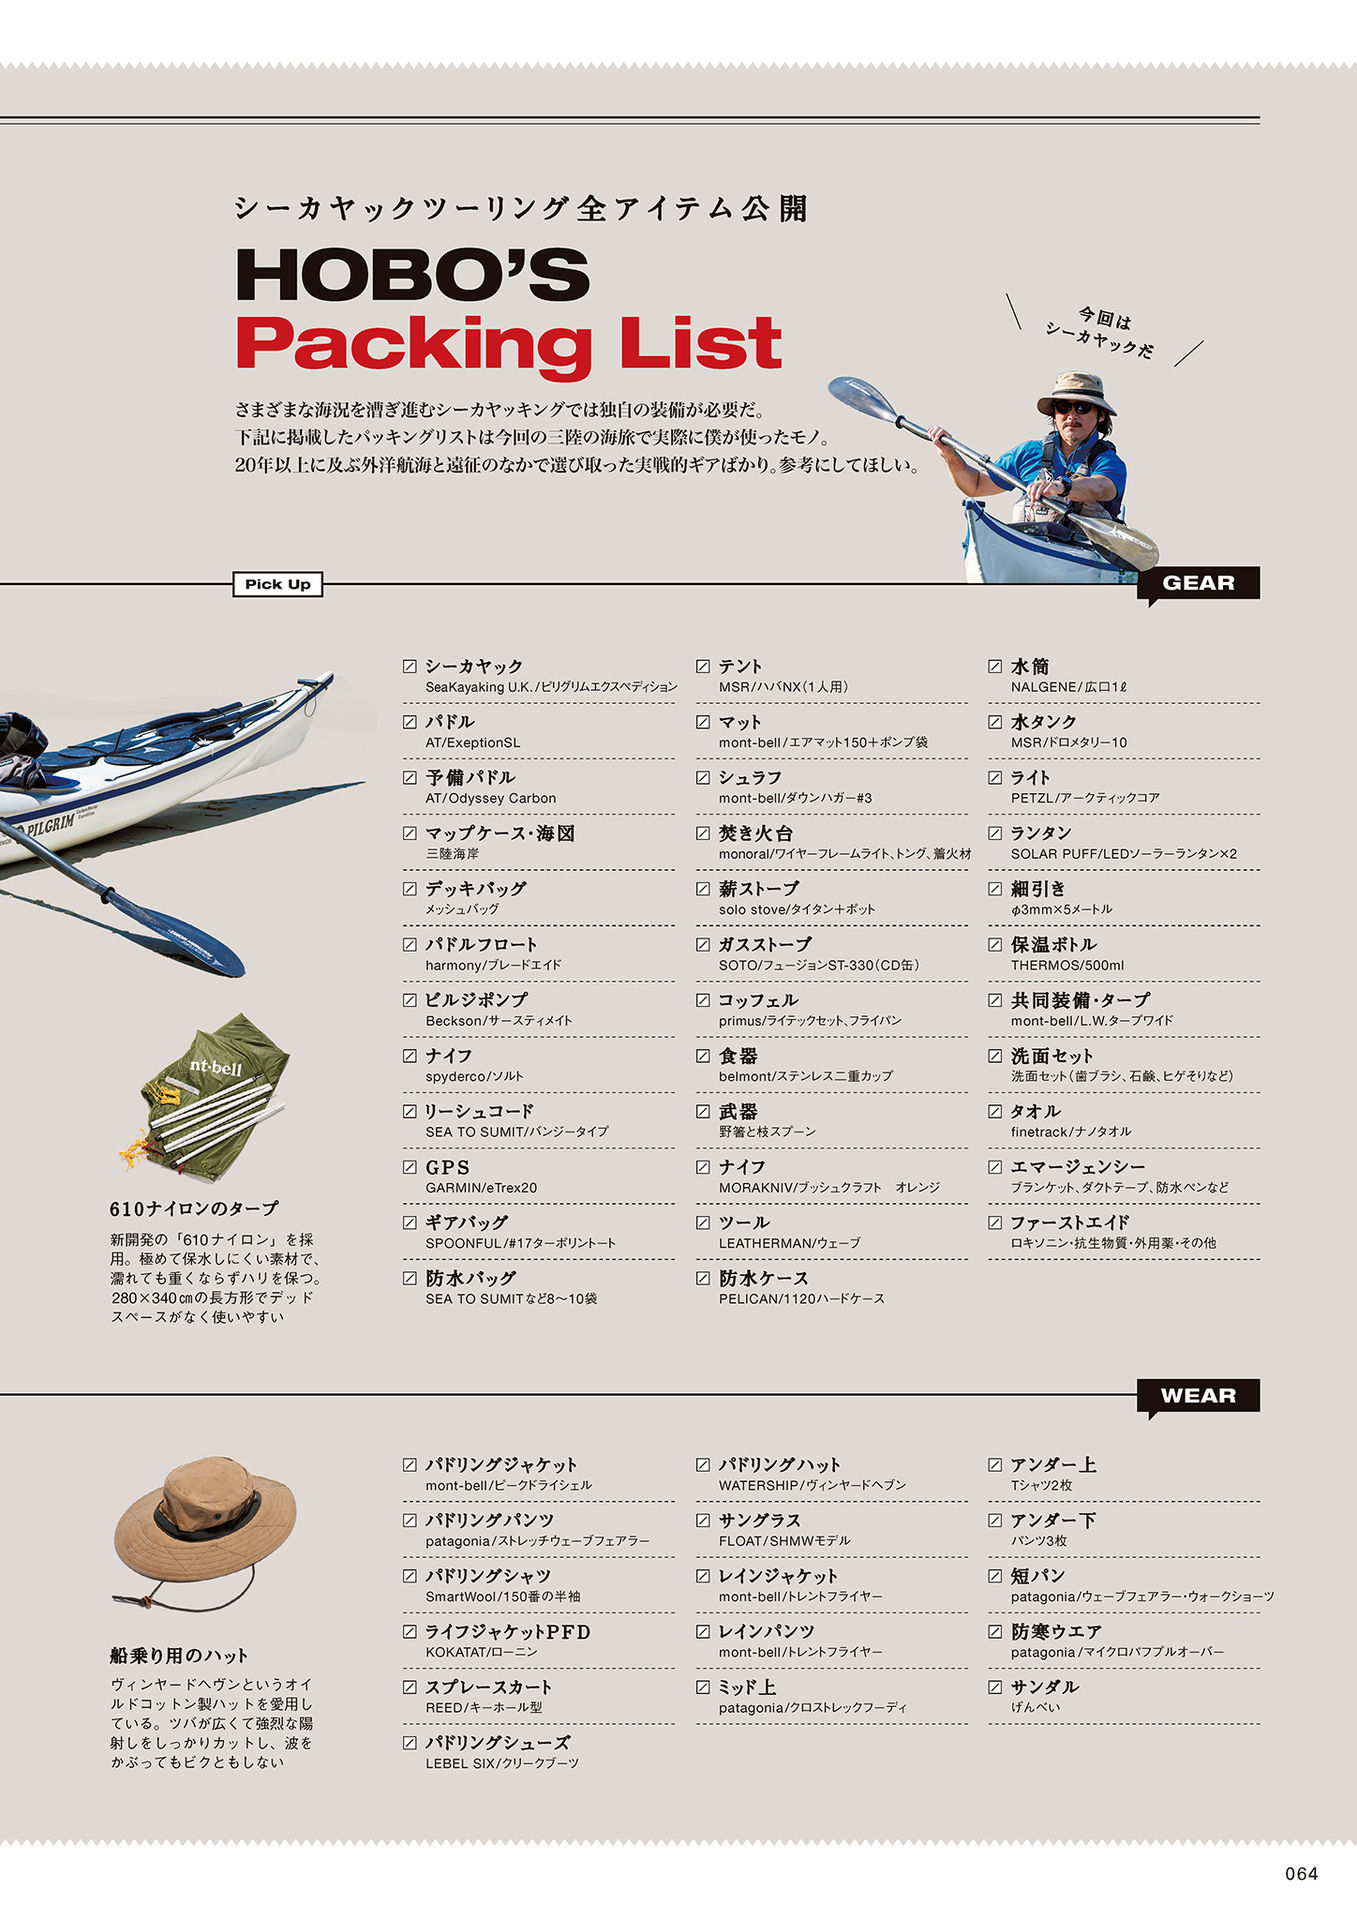 シーカヤックツーリング全アイテム公開
HOBO'S
Packing List
今回は
シーカヤックだ
さまざまな海況を漕ぎ進むシーカヤッキングでは独自の装備が必要だ。
下記に掲載したパッキングリストは今回の三陸の海旅で実際に僕が使ったモノ。
20年以上に及ぶ外洋航海と遠征のなかで選び取った実戦的ギアばかり。参考にしてほしい。
Pick Up
GEAR
PILGRIM
nt·bell
610ナイロンのタープ
新開発の「610ナイロン」を採
用。極めて保水しにくい素材で、
濡れても重くならずハリを保つ。
280×340㎝の長方形でデッド
スペースがなく使いやすい
シーカヤック
SeaKayaking U.K./ピリグリムエクスペディション
パドル
AT/ExeptionSL
予備パドル
AT/Odyssey Carbon
マップケース・海図
三陸海岸
デッキバッグ
メッシュバッグ
パドルフロート
harmony/ブレードエイド
ビルジポンプ
Beckson/サースティメイト
ナイフ
spyderco/ソルト
リーシュコード
SEA TO SUMIT/バンジータイプ
GPS
GARMIN/eTrex20
ギアバッグ
SPOONFUL/#17ターポリントート
防水バッグ
SEA TO SUMITなど8〜10袋
テント
MSR/ハバNX（1人用）
マット
mont-bell/エアマット150＋ポンプ袋
シュラフ
mont-bell/ダウンハガー#3
焚き火台
monoral/ワイヤーフレームライト、トング、着火材
薪ストーブ
solo stove/タイタン＋ポット
ガスストーブ
SOTO/フュージョンST-330（CD缶）
コッフェル
primus/ライテックセット、フライパン
食器
belmont/ステンレス二重カップ
武器
野箸と枝スプーン
ナイフ
MORAKNIV/ブッシュクラフト　オレンジ
ツール
LEATHERMAN/ウェーブ
防水ケース
PELICAN/1120ハードケース
水筒
NALGENE/広口1ℓ
水タンク
MSR/ドロメタリー10
ライト
PETZL/アークティックコア
ランタン
SOLAR PUFF/LEDソーラーランタン×2
細引き
φ3mm×5メートル
保温ボトル
THERMOS/500ml
共同装備・タープ
mont-bell/L.W.タープワイド
洗面セット
洗面セット（歯ブラシ、石鹸、ヒゲそりなど）
タオル
finetrack/ナノタオル
エマージェンシー
ブランケット、ダクトテープ、防水ペンなど
ファーストエイド
ロキソニン・抗生物質・外用薬・その他
WEAR
船乗り用のハット
ヴィンヤードヘヴンというオイ
ルドコットン製ハットを愛用し
ている。ツバが広くて強烈な陽
射しをしっかりカットし、波を
かぶってもビクともしない
パドリングジャケット
mont-bell/ピークドライシェル
パドリングパンツ
patagonia/ストレッチウェーブフェアラー
パドリングシャツ
SmartWool/150番の半袖
ライフジャケットPFD
KOKATAT/ローニン
スプレースカート
REED/キーホール型
パドリングシューズ
LEBEL SIX/クリークブーツ
パドリングハット
WATERSHIP/ヴィンヤードヘブン
サングラス
FLOAT/SHMWモデル
レインジャケット
mont-bell/トレントフライヤー
レインパンツ
mont-bell/トレントフライヤー
ミッド上
patagonia/クロストレックフーディ
アンダー上
Tシャツ2枚
アンダー下
パンツ3枚
短パン
patagonia/ウェーブフェアラー・ウォークショーツ
防寒ウエア
patagonia/マイクロパフプルオーバー
サンダル
げんべい
064